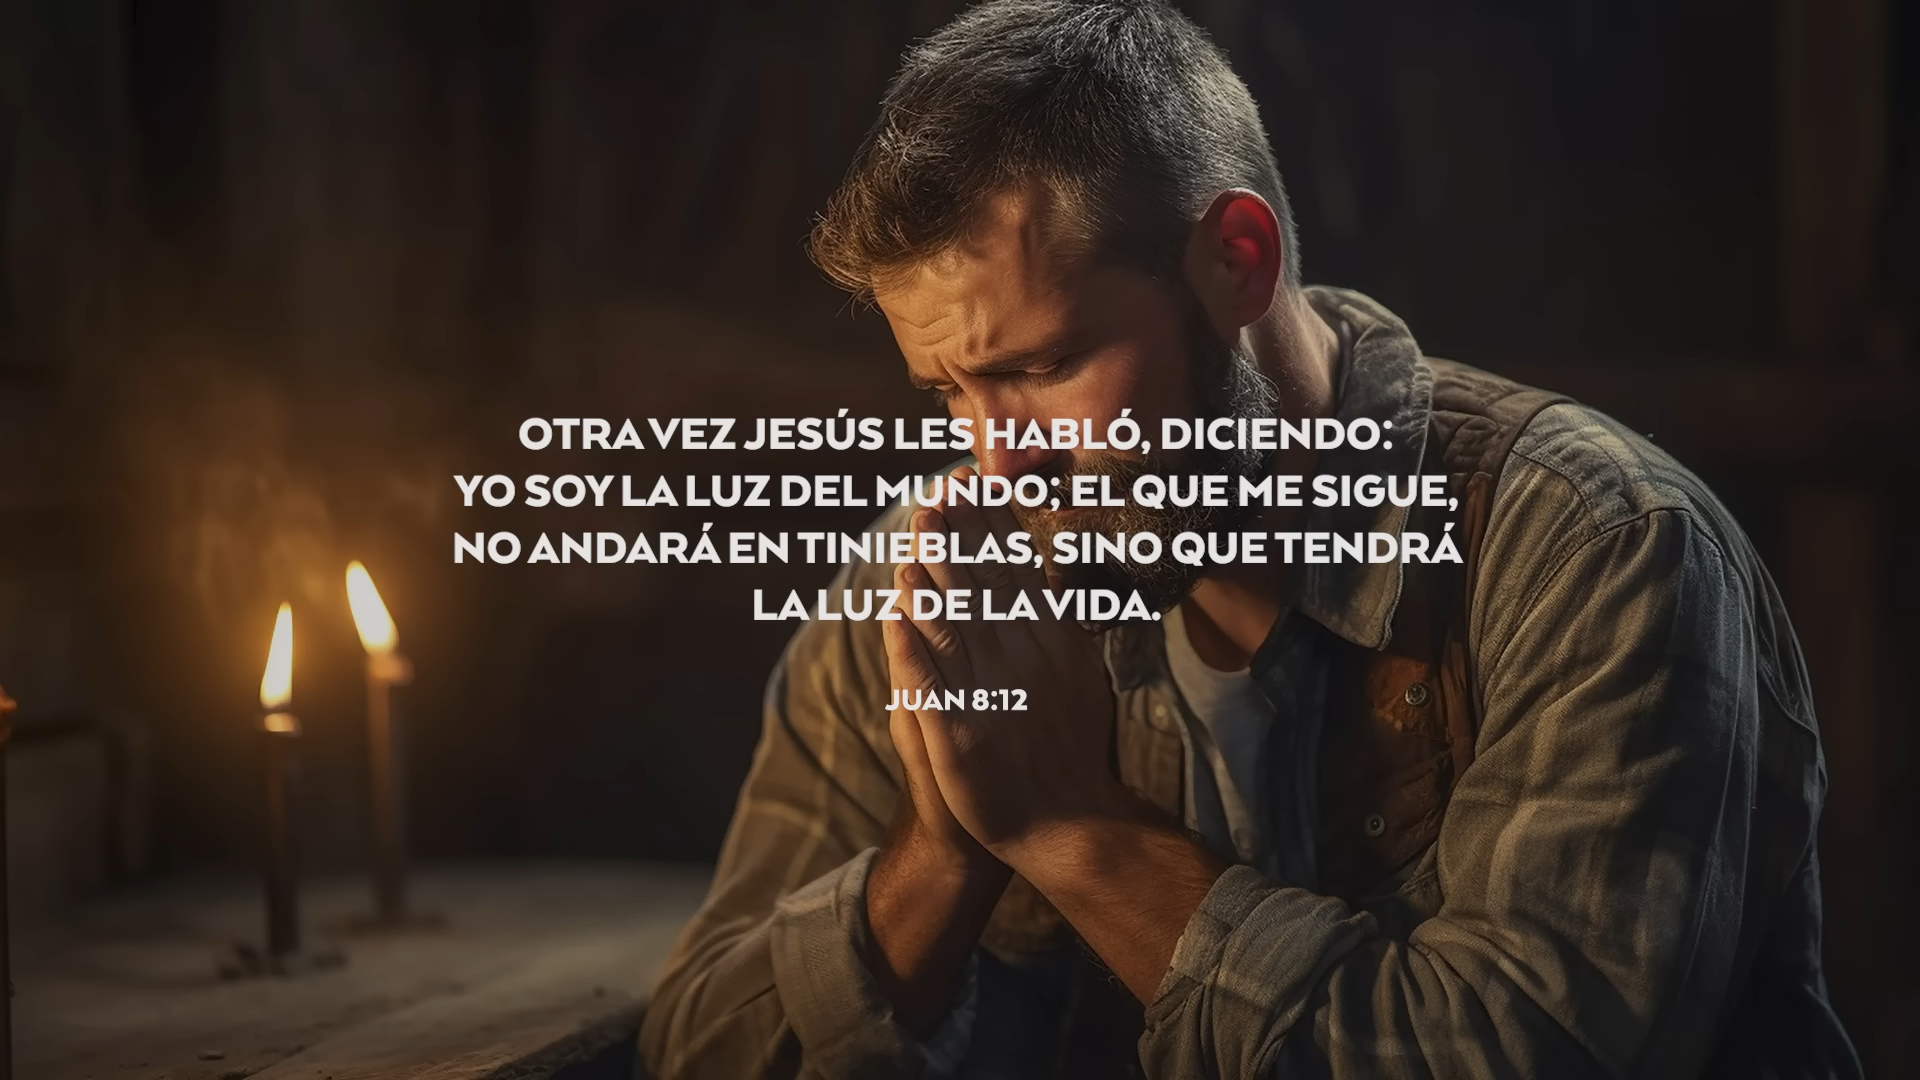 OTRA VEZ JESÚS LES HABLÓ, DICIENDO:
YO SOY LA LUZ DEL MUNDO; EL QUE ME SIGUE,
NO ANDARÁ EN TINIEBLAS, SINO QUE TENDRÁ
LA LUZ DE LA VIDA.
JUAN 8:12